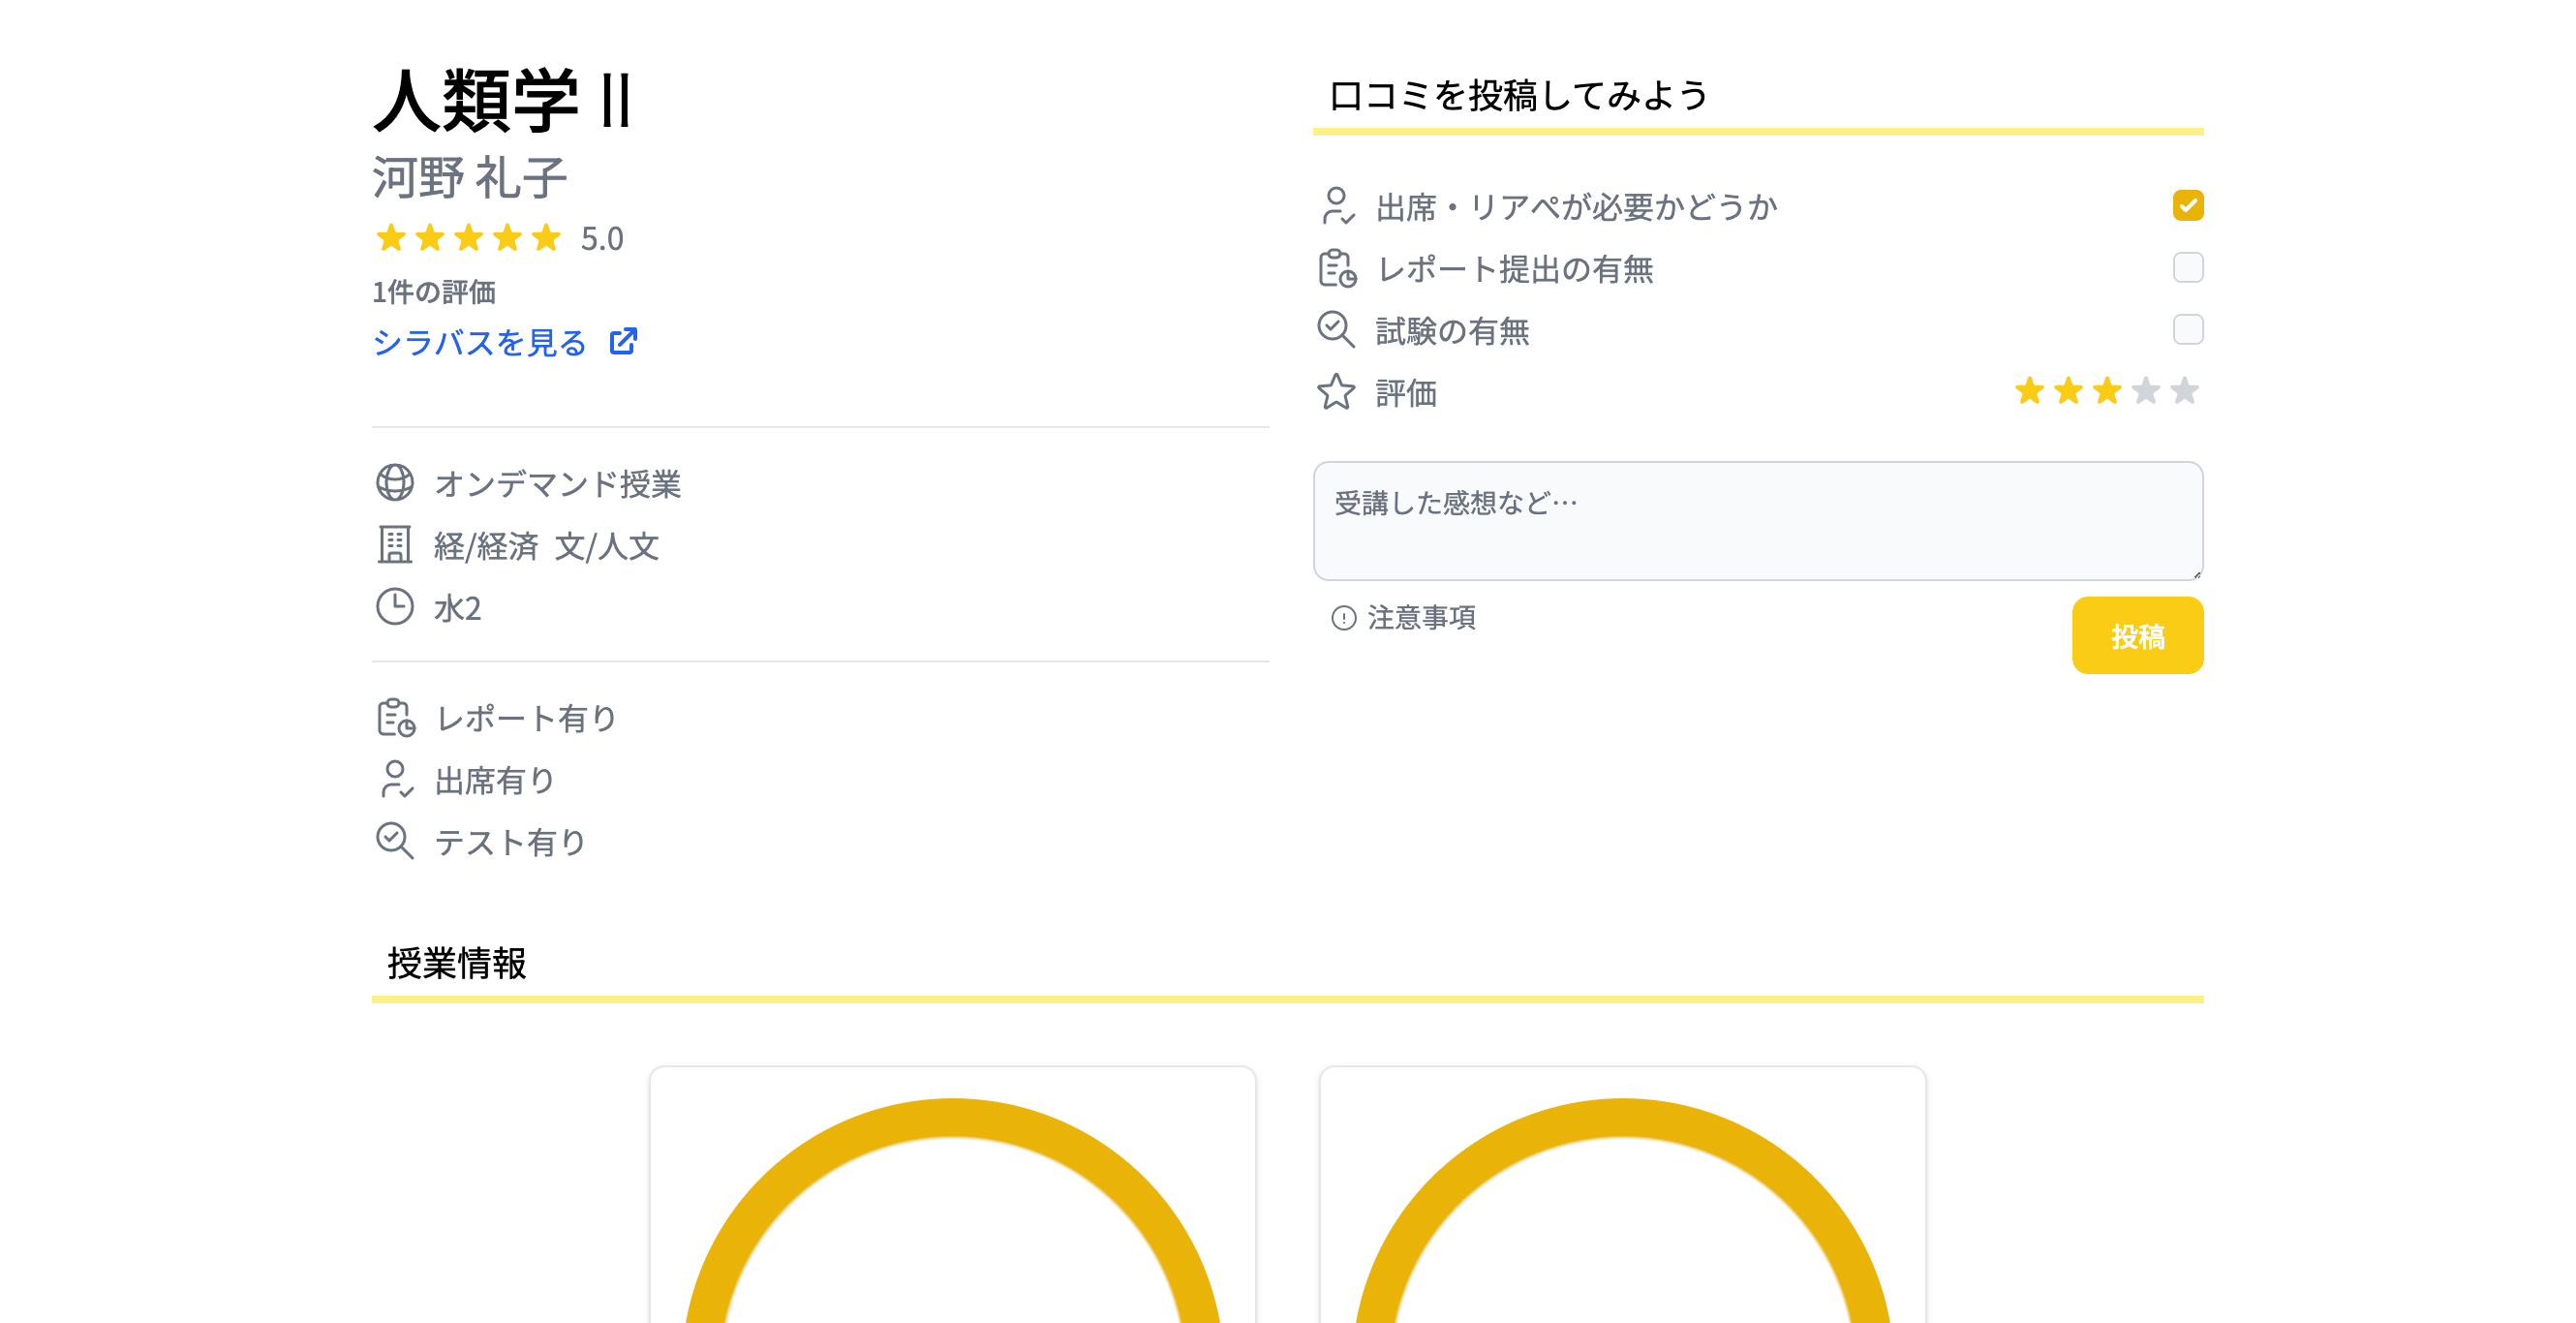 人類学Ⅱ
河野 礼子
5.0
1件の評価
シラバスを見る
オンデマンド授業
経/経済 文/人文
水2
レポート有り
出席有り
テスト有り
口コミを投稿してみよう
出席・リアペが必要かどうか
レポート提出の有無
試験の有無
評価
受講した感想など…
注意事項
投稿
授業情報